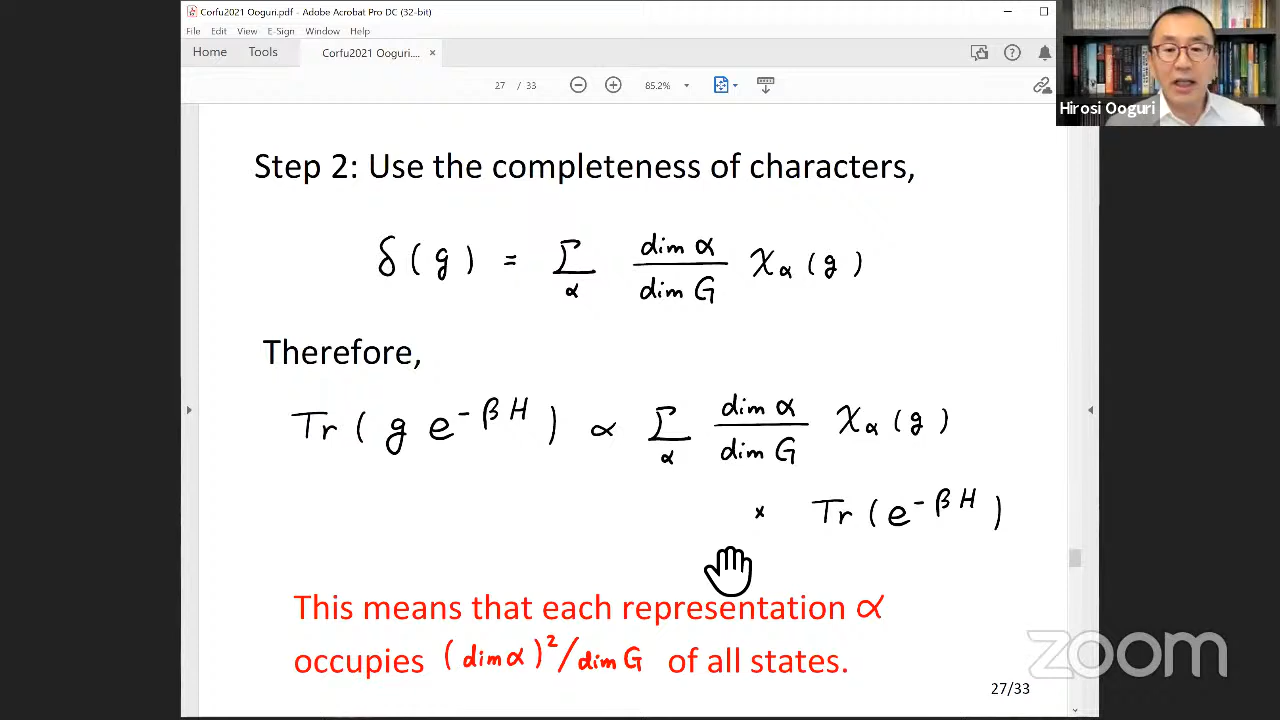 Corfu2021 Ooguri.pdf - Adobe Acrobat Pro DC (32-bit)
File Edit View E-Sign Window Help
Home Tools Corfu2021 Ooguri.... ×
27 / 33 85.2%
Hirosi Ooguri
Step 2: Use the completeness of characters,
δ(g) = Σ_α (dim α / dim G) χ_α(g)
Therefore,
Tr(g e^{-βH}) ∝ Σ_α (dim α / dim G) χ_α(g)
× Tr(e^{-βH})
This means that each representation α
occupies (dim α)²/dim G of all states.
zoom
27/33